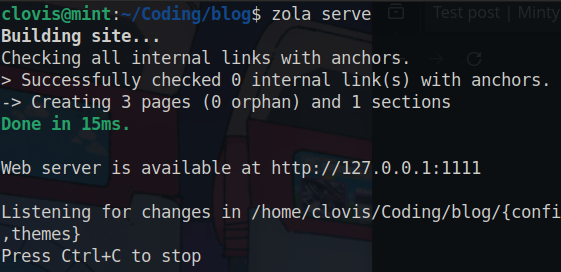 clovis@mint:~/Coding/blog$ zola serve
Test post | Minty
Building site...
Checking all internal links with anchors.
> Successfully checked 0 internal link(s) with anchors.
-> Creating 3 pages (0 orphan) and 1 sections
Done in 15ms.
Web server is available at http://127.0.0.1:1111
Listening for changes in /home/clovis/Coding/blog/{confi
,themes}
Press Ctrl+C to stop